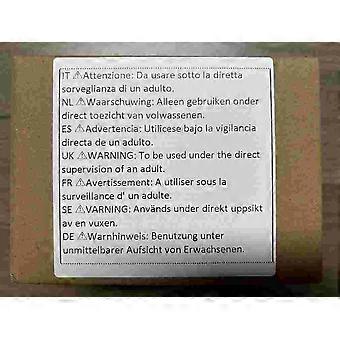 IT ⚠Attenzione: Da usare sotto la diretta
sorveglianza di un adulto.
NL ⚠Waarschuwing: Alleen gebruiken onder
direct toezicht van volwassenen.
ES ⚠Advertencia: Utilícese bajo la vigilancia
directa de un adulto.
UK ⚠WARNING: To be used under the direct
supervision of an adult.
FR ⚠Avertissement: A utiliser sous la
surveillance d' un adulte.
SE ⚠VARNING: Används under direkt uppsikt
av en vuxen.
DE ⚠Warnhinweis: Benutzung unter
unmittelbarer Aufsicht von Erwachsenen.